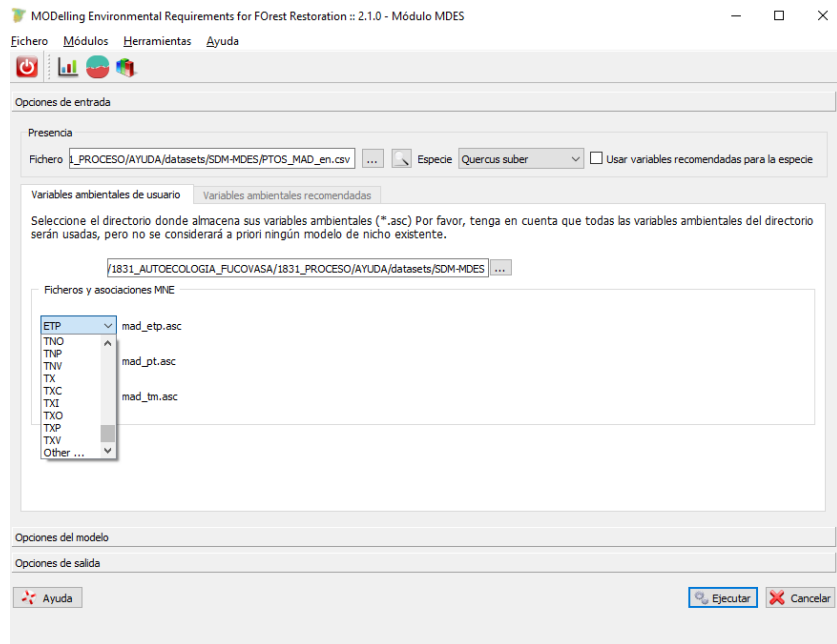 MODelling Environmental Requirements for FOrest Restoration :: 2.1.0 - Módulo MDES
Fichero Módulos Herramientas Ayuda
Opciones de entrada
Presencia
Fichero 1_PROCESO/AYUDA/datasets/SDM-MDES/PTOS_MAD_en.csv ... Especie Quercus suber Usar variables recomendadas para la especie
Variables ambientales de usuario Variables ambientales recomendadas
Seleccione el directorio donde almacena sus variables ambientales (*.asc) Por favor, tenga en cuenta que todas las variables ambientales del directorio
serán usadas, pero no se considerará a priori ningún modelo de nicho existente.
/1831_AUTOECOLOGIA_FUCOVASA/1831_PROCESO/AYUDA/datasets/SDM-MDES ...
Ficheros y asociaciones MNE
ETP mad_etp.asc
TNO
TNP
TNV
mad_pt.asc
TX
TXC
TXI
mad_tm.asc
TXO
TXP
TXV
Other ...
Opciones del modelo
Opciones de salida
Ayuda Ejecutar Cancelar